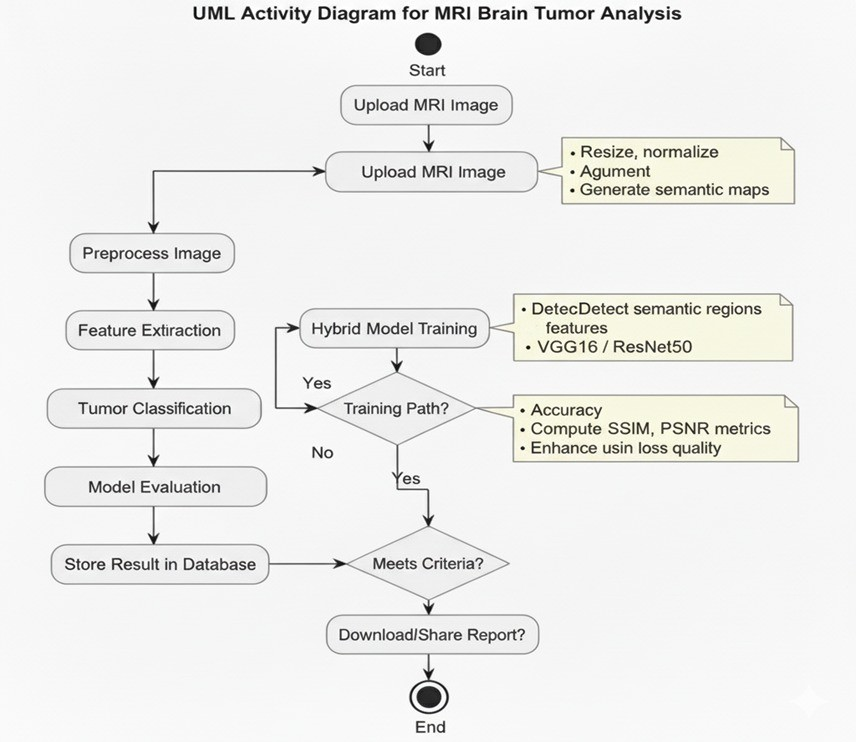 UML Activity Diagram for MRI Brain Tumor Analysis
Start
Upload MRI Image
Upload MRI Image
• Resize, normalize
• Agument
• Generate semantic maps
Preprocess Image
Feature Extiraction
Tumor Classification
Model Evaluation
Store Result in Database
Hybrid Model Training
• DetecDetect semantic regions
features
• VGG16 / ResNet50
Yes
Training Path?
• Accuracy
• Compute SSIM, PSNR metrics
• Enhance usin loss quality
No
Yes
Meets Criteria?
Download/Share Report?
End